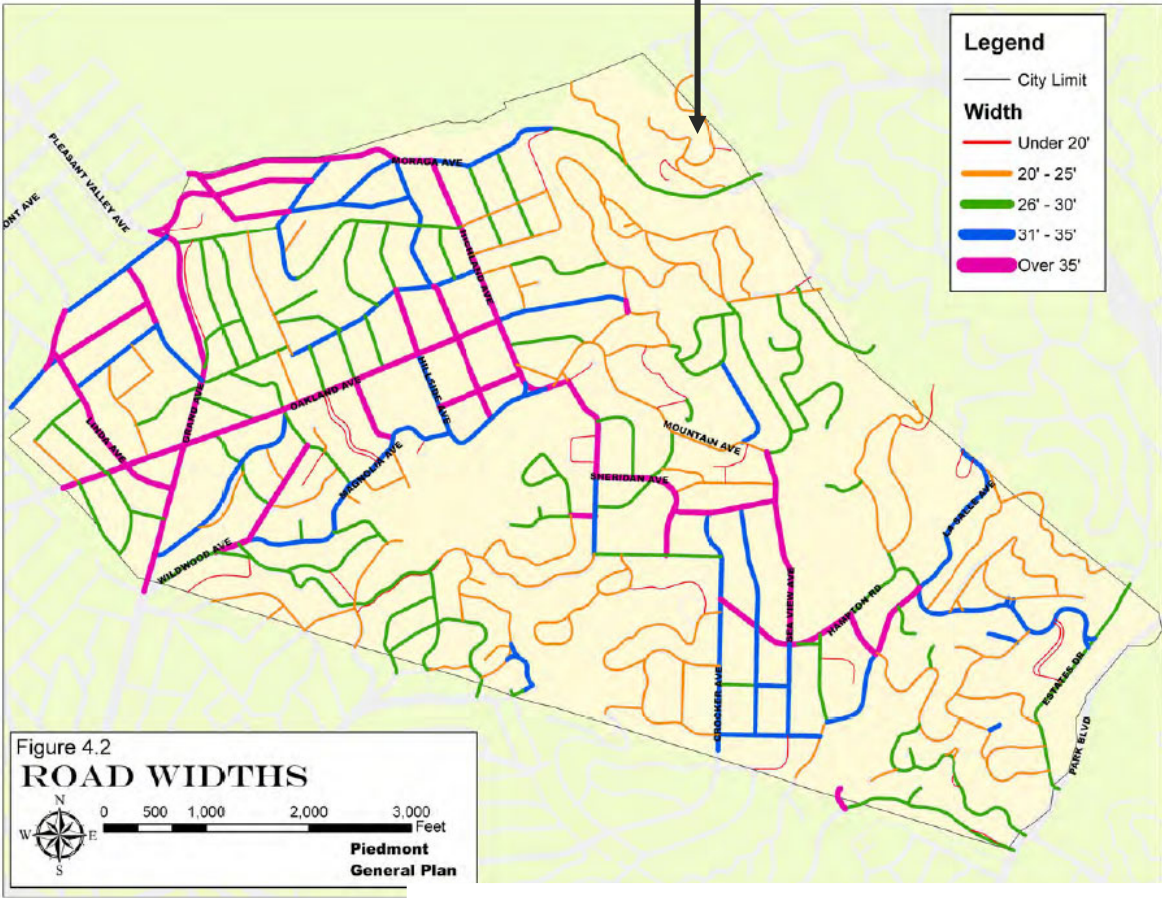 Legend
City Limit
Width
Under 20'
20' - 25'
26' - 30'
31' - 35'
Over 35'
PLEASANT VALLEY AVE
ONT AVE
MORAGA AVE
HIGHLAND AVE
OAKLAND AVE
HILLSIDE AVE
GRAND AVE
LINDA AVE
MAGNOLIA AVE
WILDWOOD AVE
MOUNTAIN AVE
SHERIDAN AVE
LA SALLE AVE
SEA VIEW AVE
HAMPTON RD
CROCKER AVE
ESTATES DR
PARK BLVD
Figure 4.2
ROAD WIDTHS
N
W E
S
0 500 1,000 2,000 3,000
Feet
Piedmont
General Plan